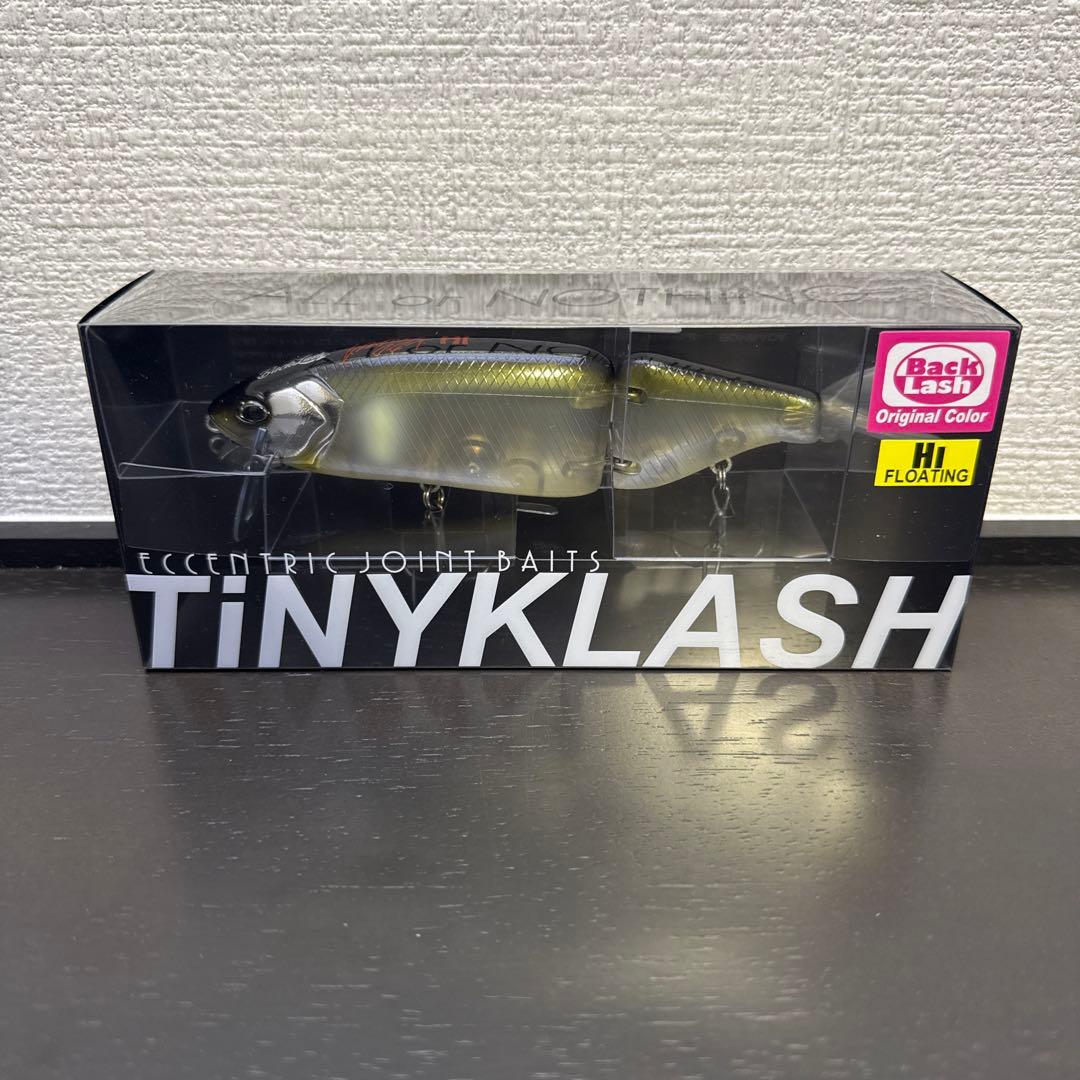 ALL or NOTHING
Back
Lash
Original Color
Hi
FLOATING
ECCENTRIC JOINT BAITS
TiNYKLASH